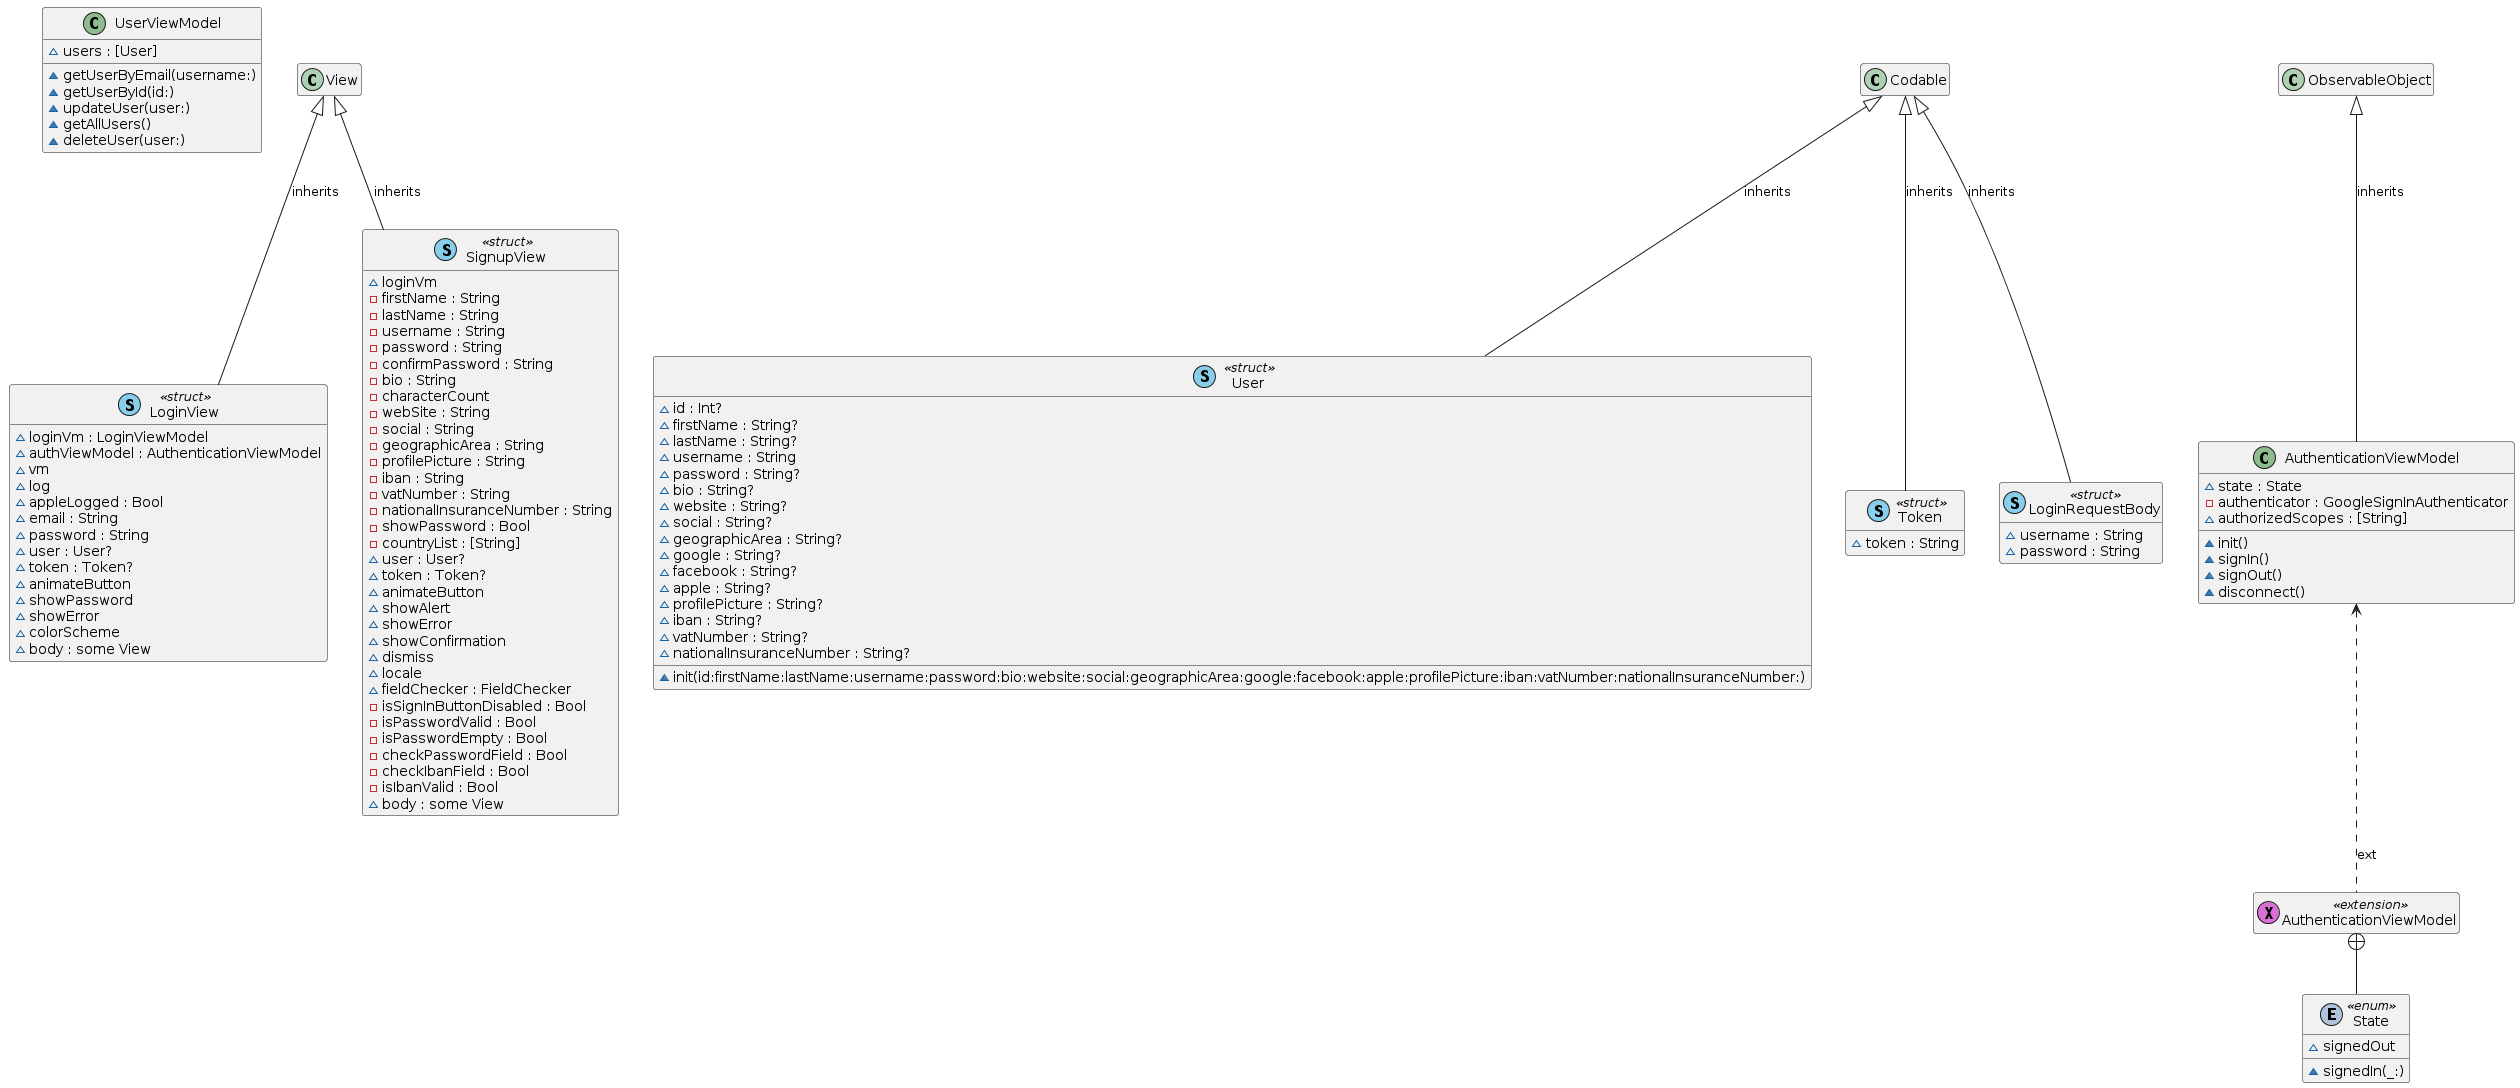 C UserViewModel
users : [User]
getUserByEmail(username:)
getUserById(id:)
updateUser(user:)
getAllUsers()
deleteUser(user:)
C View
C Codable
C ObservableObject
inherits
inherits
inherits
inherits
inherits
inherits
«struct»
S LoginView
loginVm : LoginViewModel
authViewModel : AuthenticationViewModel
vm
log
appleLogged : Bool
email : String
password : String
user : User?
token : Token?
animateButton
showPassword
showError
colorScheme
body : some View
«struct»
S SignupView
loginVm
firstName : String
lastName : String
username : String
password : String
confirmPassword : String
bio : String
characterCount
webSite : String
social : String
geographicArea : String
profilePicture : String
iban : String
vatNumber : String
nationalInsuranceNumber : String
showPassword : Bool
countryList : [String]
user : User?
token : Token?
animateButton
showAlert
showError
showConfirmation
dismiss
locale
fieldChecker : FieldChecker
isSignInButtonDisabled : Bool
isPasswordValid : Bool
isPasswordEmpty : Bool
checkPasswordField : Bool
checkIbanField : Bool
isIbanValid : Bool
body : some View
«struct»
S User
id : Int?
firstName : String?
lastName : String?
username : String
password : String?
bio : String?
website : String?
social : String?
geographicArea : String?
google : String?
facebook : String?
apple : String?
profilePicture : String?
iban : String?
vatNumber : String?
nationalInsuranceNumber : String?
init(id:firstName:lastName:username:password:bio:website:social:geographicArea:google:facebook:apple:profilePicture:iban:vatNumber:nationalInsuranceNumber:)
«struct»
S Token
token : String
«struct»
S LoginRequestBody
username : String
password : String
C AuthenticationViewModel
state : State
authenticator : GoogleSignInAuthenticator
authorizedScopes : [String]
init()
signIn()
signOut()
disconnect()
ext
«extension»
X AuthenticationViewModel
«enum»
E State
signedOut
signedIn(_:)